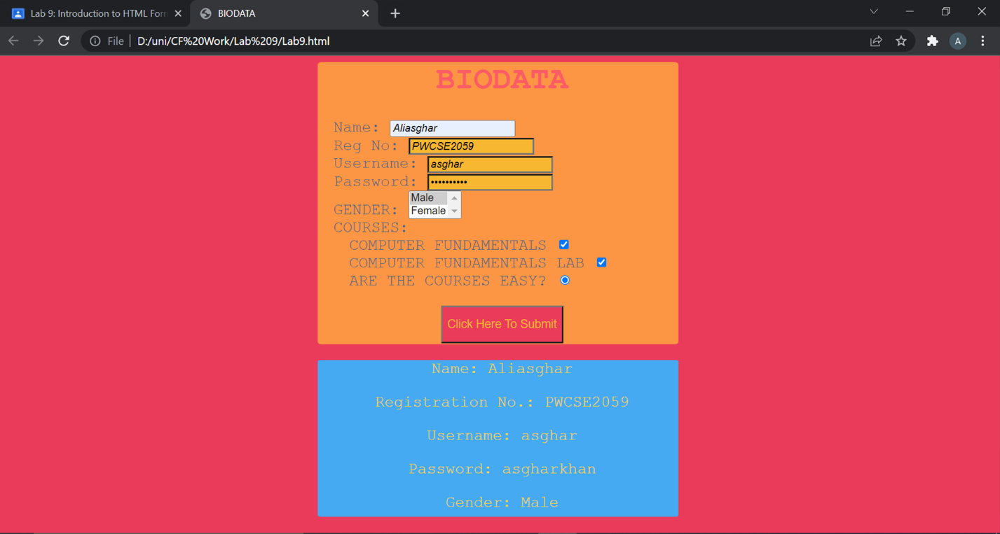 Lab 9: Introduction to HTML Form
BIODATA
File
D:/uni/CF%20Work/Lab%209/Lab9.html
A
BIODATA
Name: Aliasghar
Reg No: PWCSE2059
Username: asghar
Password: ••••••••••
Male
GENDER: Female
COURSES:
COMPUTER FUNDAMENTALS
COMPUTER FUNDAMENTALS LAB
ARE THE COURSES EASY?
Click Here To Submit
Name: Aliasghar
Registration No.: PWCSE2059
Username: asghar
Password: asgharkhan
Gender: Male